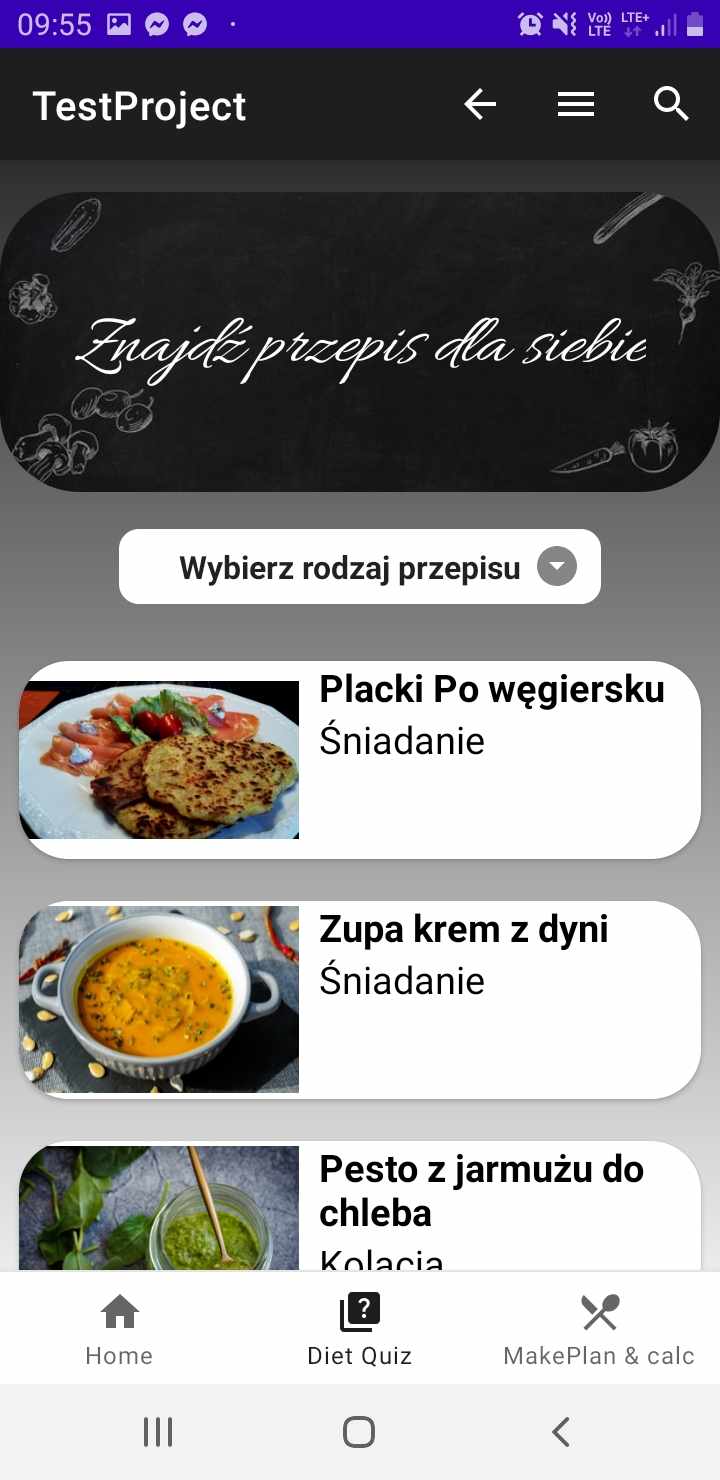 09:55
Vo)) LTE LTE+
TestProject
Znajdź przepis dla siebie
Wybierz rodzaj przepisu
Placki Po węgiersku
Śniadanie
Zupa krem z dyni
Śniadanie
Pesto z jarmużu do
chleba
Kolacja
?
Home
Diet Quiz
MakePlan & calc